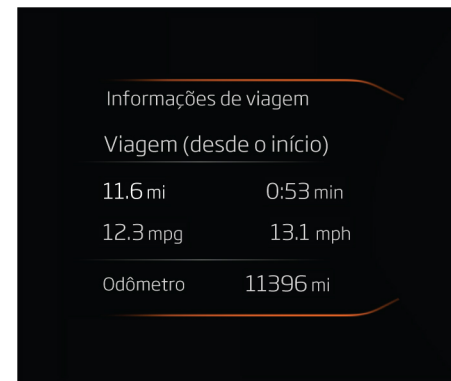 Informações de viagem
Viagem (desde o início)
11.6 mi 0:53 min
12.3 mpg 13.1 mph
Odômetro 11396 mi